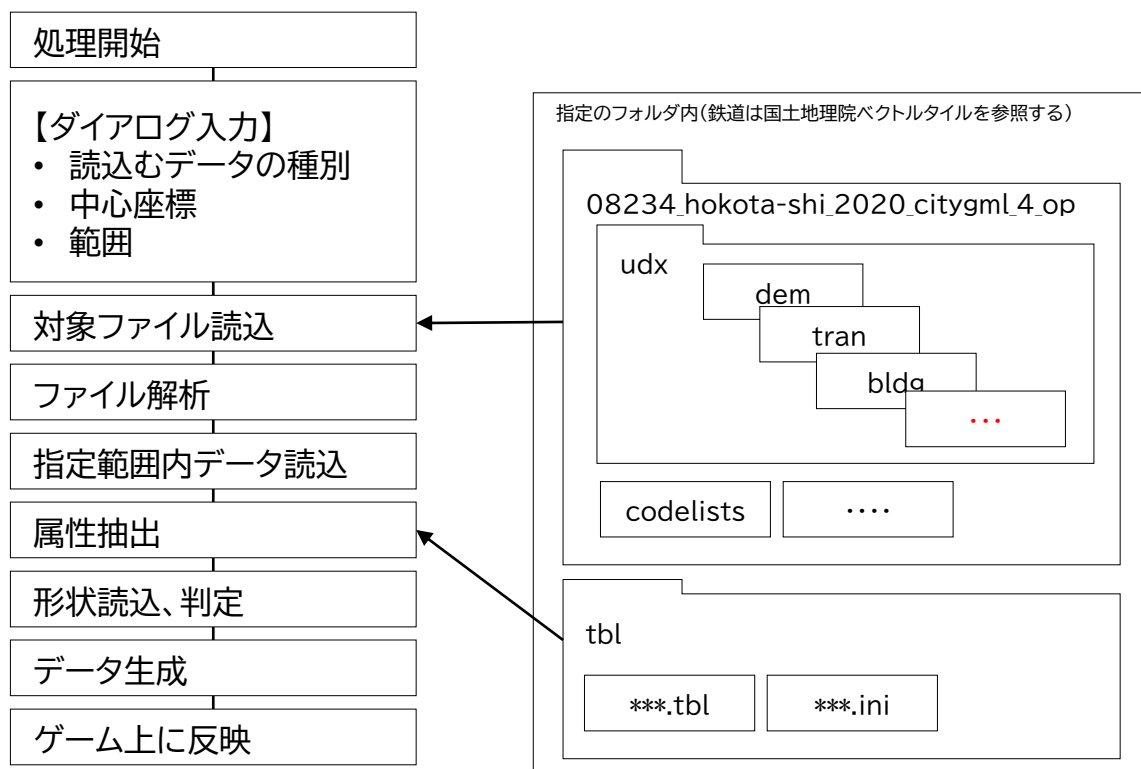 処理開始
【ダイアログ入力】
• 読込むデータの種別
• 中心座標
• 範囲
対象ファイル読込
ファイル解析
指定範囲内データ読込
属性抽出
形状読込、判定
データ生成
ゲーム上に反映
指定のフォルダ内(鉄道は国土地理院ベクトルタイルを参照する)
08234_hokota-shi_2020_citygml_4_op
udx
dem
tran
bldg
...
codelists
....
tbl
***.tbl
***.ini